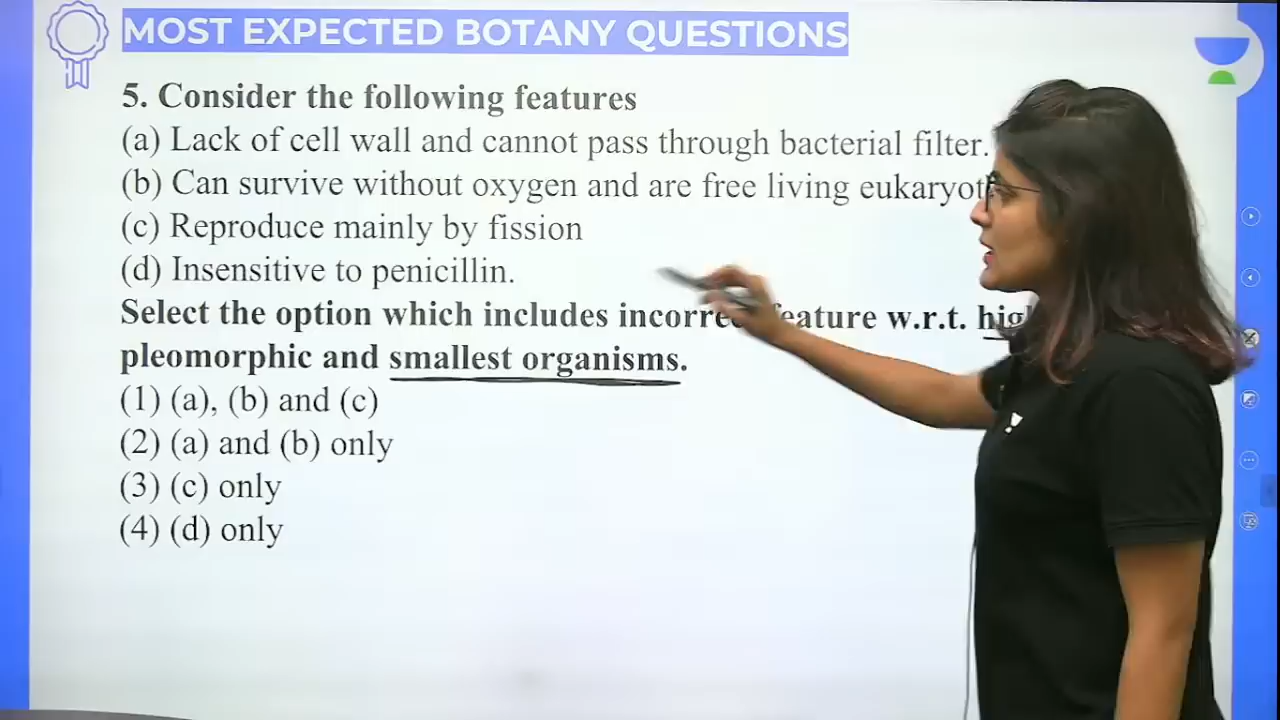 MOST EXPECTED BOTANY QUESTIONS
5. Consider the following features
(a) Lack of cell wall and cannot pass through bacterial filter.
(b) Can survive without oxygen and are free living
(c) Reproduce mainly by fission
(d) Insensitive to penicillin.
Select the option which includes feature w.r.t.
pleomorphic and smallest organisms.
(1) (a), (b) and (c)
(2) (a) and (b) only
(3) (c) only
(4) (d) only